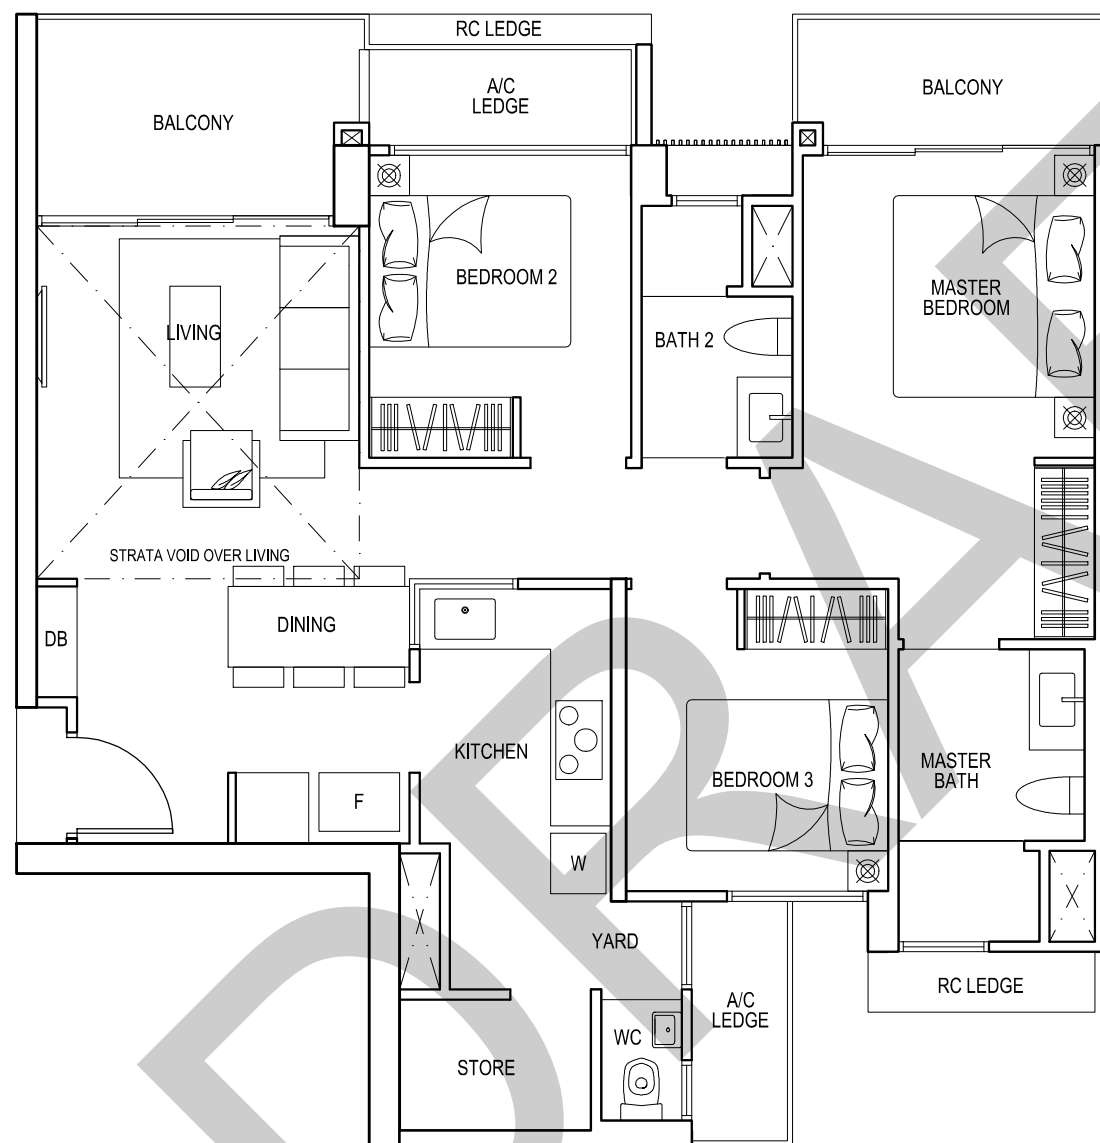 RC LEDGE
A/C
LEDGE
BALCONY
BALCONY
BEDROOM 2
MASTER
BEDROOM
LIVING
BATH 2
STRATA VOID OVER LIVING
DINING
DB
KITCHEN
MASTER
BATH
BEDROOM 3
F
W
YARD
RC LEDGE
A/C
LEDGE
WC
STORE
DRA